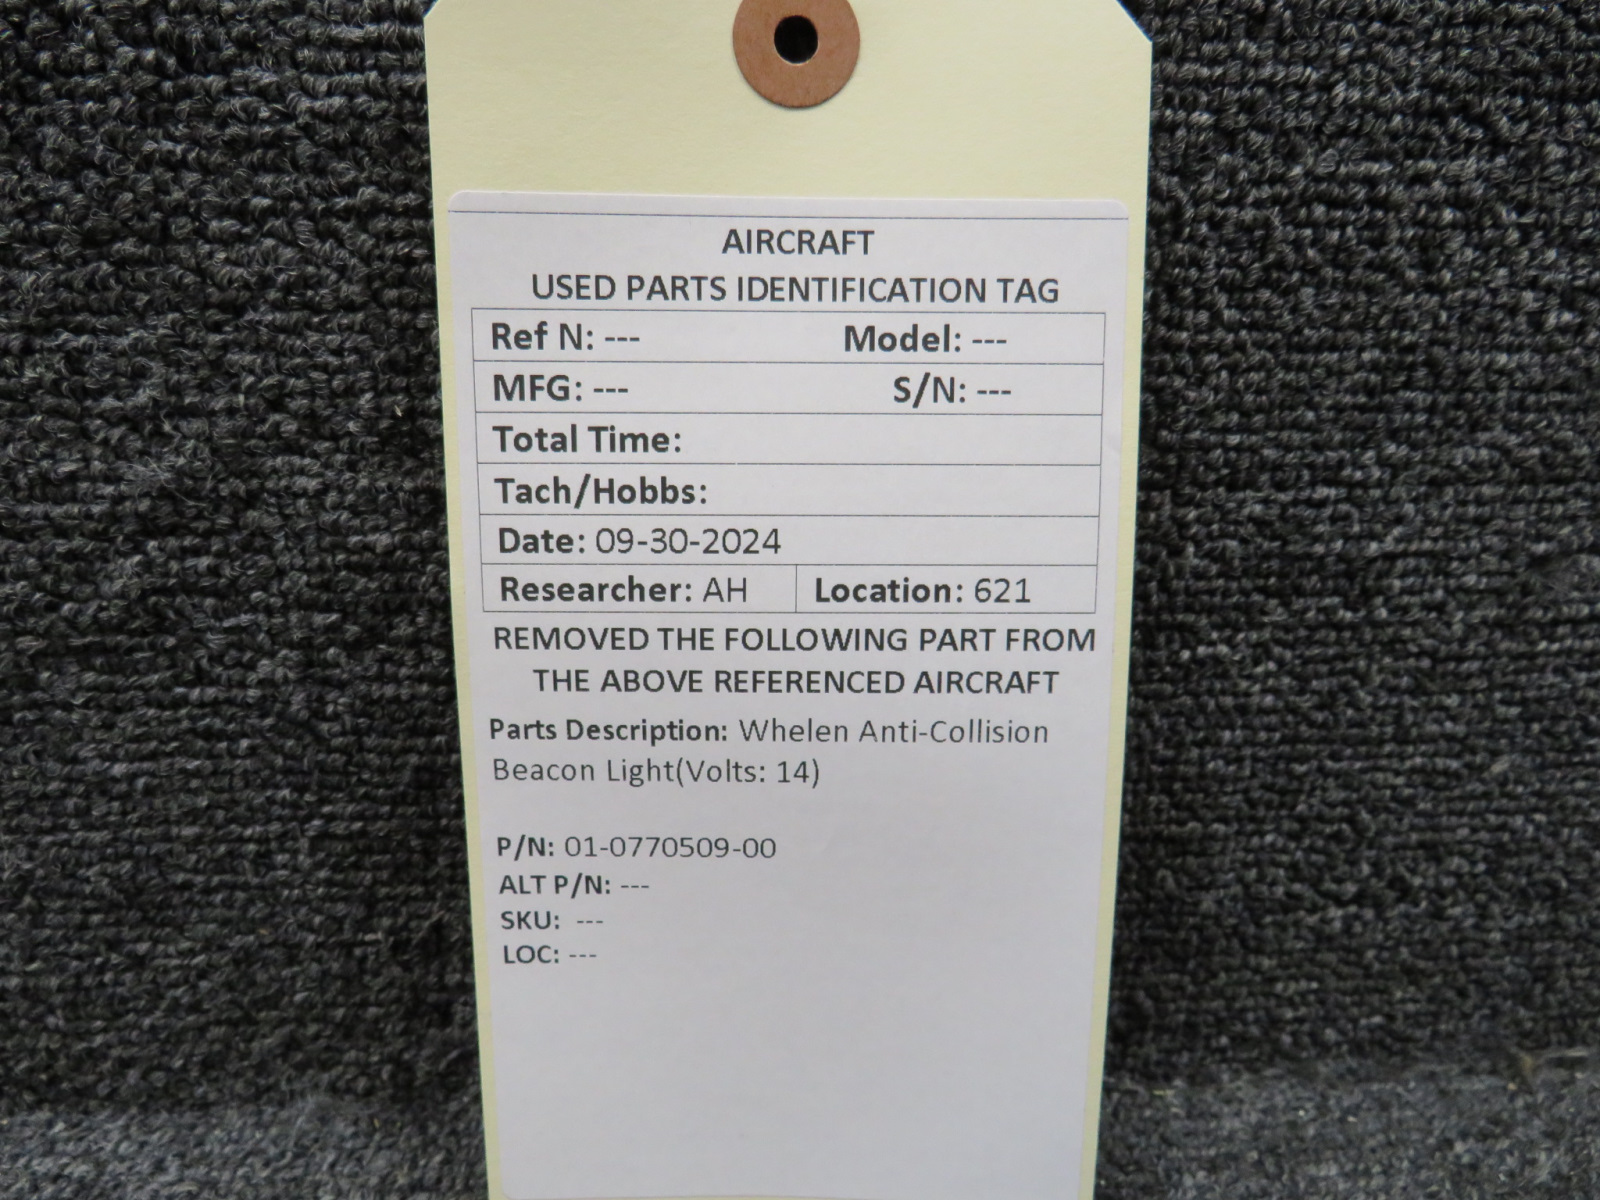 AIRCRAFT
USED PARTS IDENTIFICATION TAG
Ref N: --- Model: ---
MFG: --- S/N: ---
Total Time:
Tach/Hobbs:
Date: 09-30-2024
Researcher: AH Location: 621
REMOVED THE FOLLOWING PART FROM
THE ABOVE REFERENCED AIRCRAFT
Parts Description: Whelen Anti-Collision
Beacon Light(Volts: 14)
P/N: 01-0770509-00
ALT P/N: ---
SKU: ---
LOC: ---